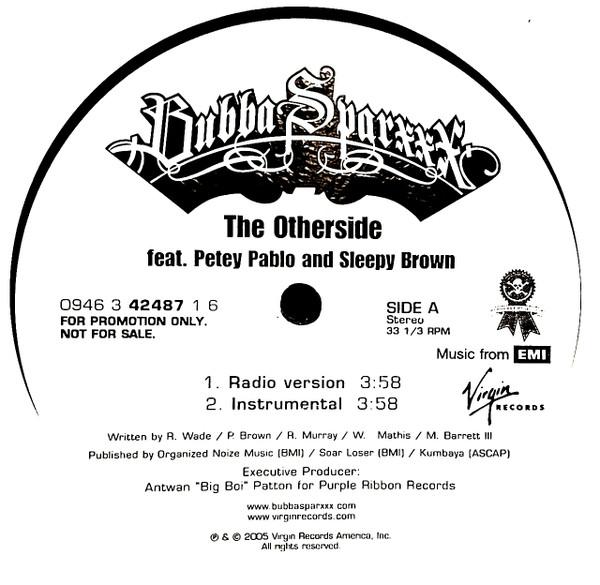 Bubba Sparxxx
The Otherside
feat. Petey Pablo and Sleepy Brown
0946 3 42487 1 6
FOR PROMOTION ONLY.
NOT FOR SALE.
SIDE A
Stereo
33 1/3 RPM
Music from EMI
1. Radio version 3:58
2. Instrumental 3:58
Virgin
RECORDS
Written by R. Wade / P. Brown / R. Murray / W. Mathis / M. Barrett III
Published by Organized Noize Music (BMI) / Soar Loser (BMI) / Kumbaya (ASCAP)
Executive Producer:
Antwan "Big Boi" Patton for Purple Ribbon Records
www.bubbasparxxx.com
www.virginrecords.com
℗ & © 2005 Virgin Records America, Inc.
All rights reserved.